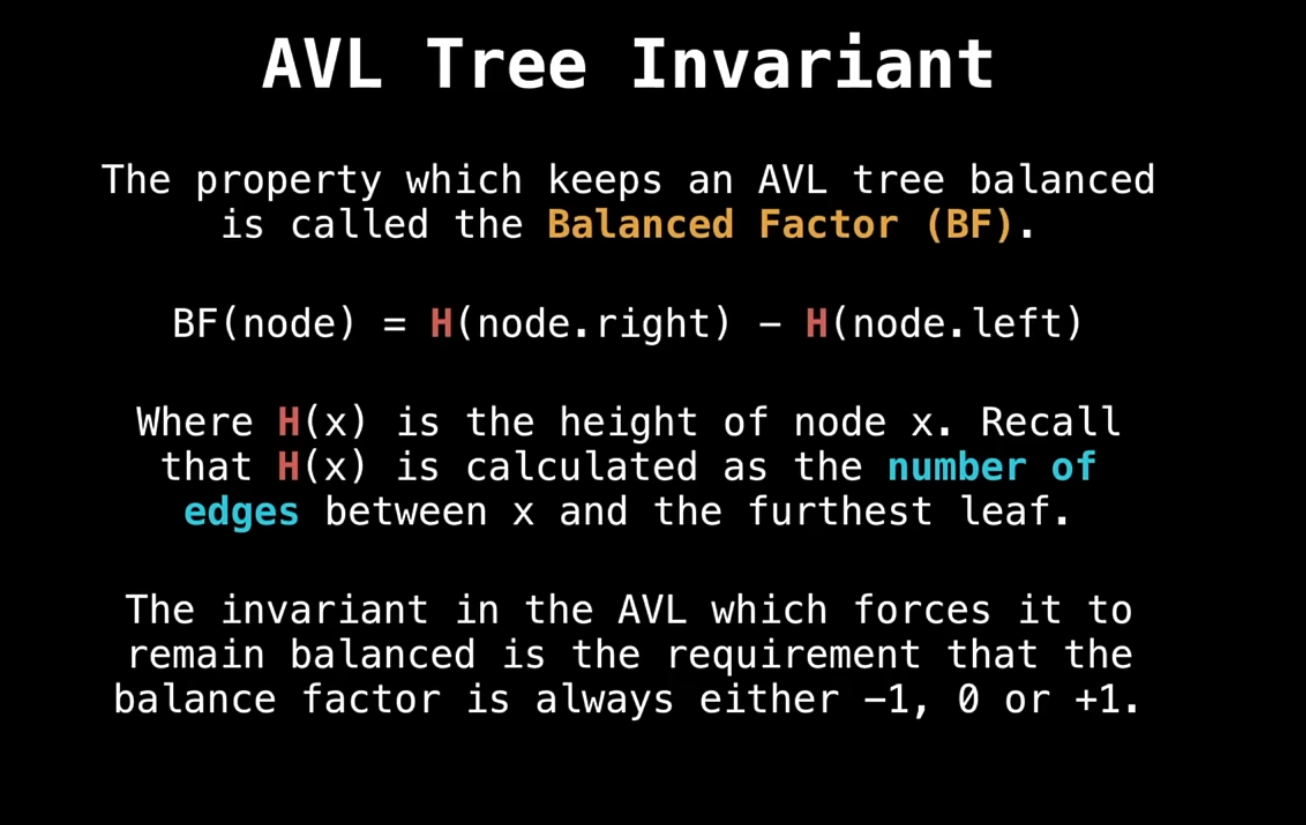 AVL Tree Invariant
The property which keeps an AVL tree balanced
is called the Balanced Factor (BF).
BF(node) = H(node.right) - H(node.left)
Where H(x) is the height of node x. Recall
that H(x) is calculated as the number of
edges between x and the furthest leaf.
The invariant in the AVL which forces it to
remain balanced is the requirement that the
balance factor is always either -1, 0 or +1.